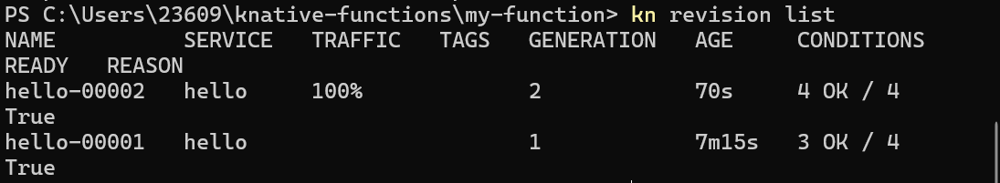 PS C:\Users\23609\knative-functions\my-function> kn revision list
NAME            SERVICE   TRAFFIC   TAGS   GENERATION   AGE     CONDITIONS
READY   REASON
hello-00002   hello     100%             2            70s     4 OK / 4
True
hello-00001   hello                      1            7m15s   3 OK / 4
True